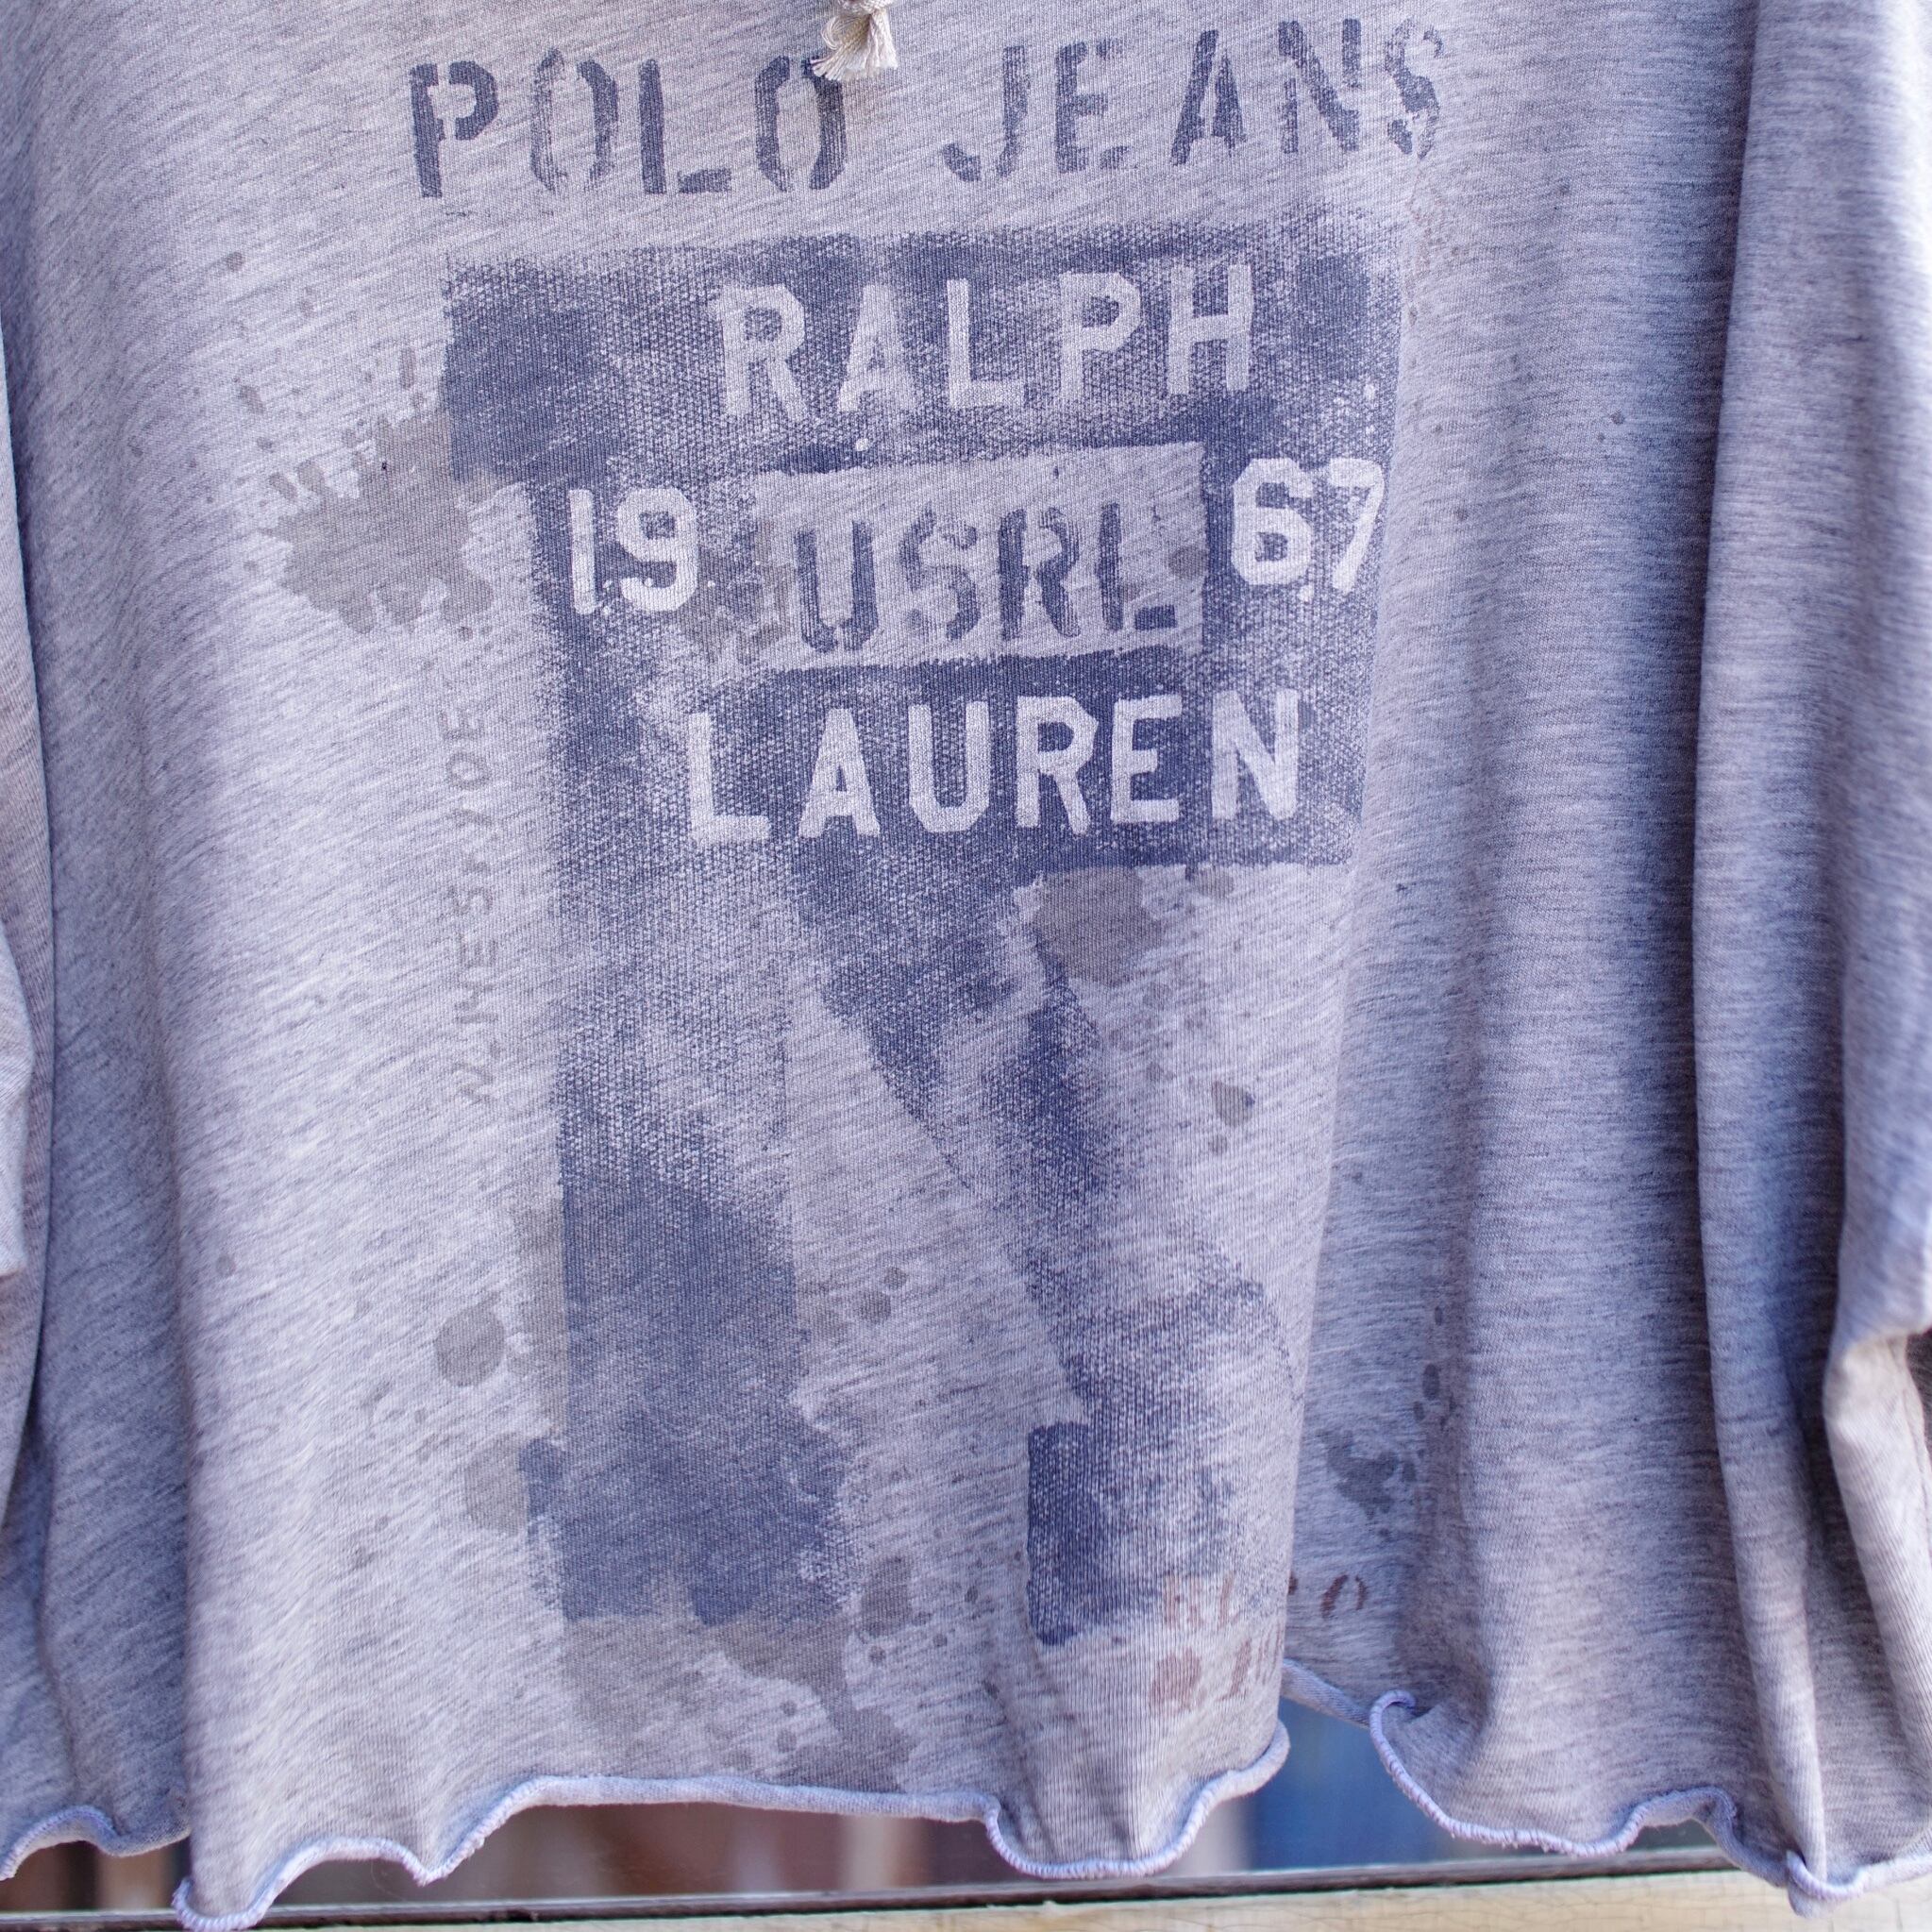 POLO JEANS
RALPH
19 USRL 67
LAUREN